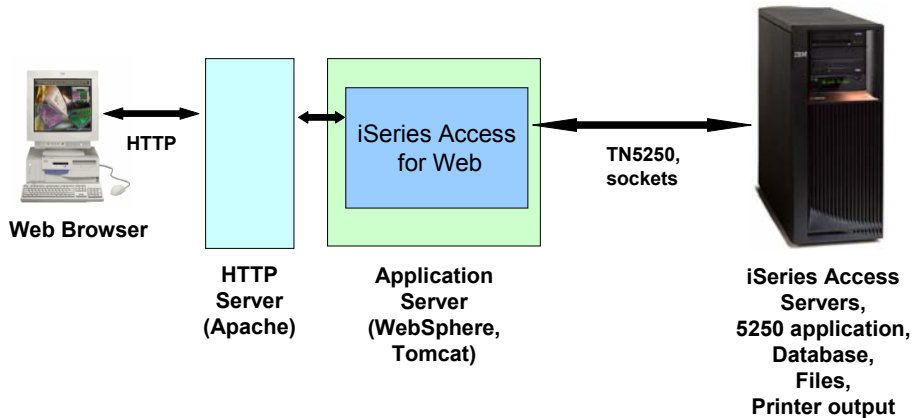 HTTP
Web Browser
HTTP
Server
(Apache)
iSeries Access
for Web
Application
Server
(WebSphere,
Tomcat)
TN5250,
sockets
IBM
iSeries Access
Servers,
5250 application,
Database,
Files,
Printer output